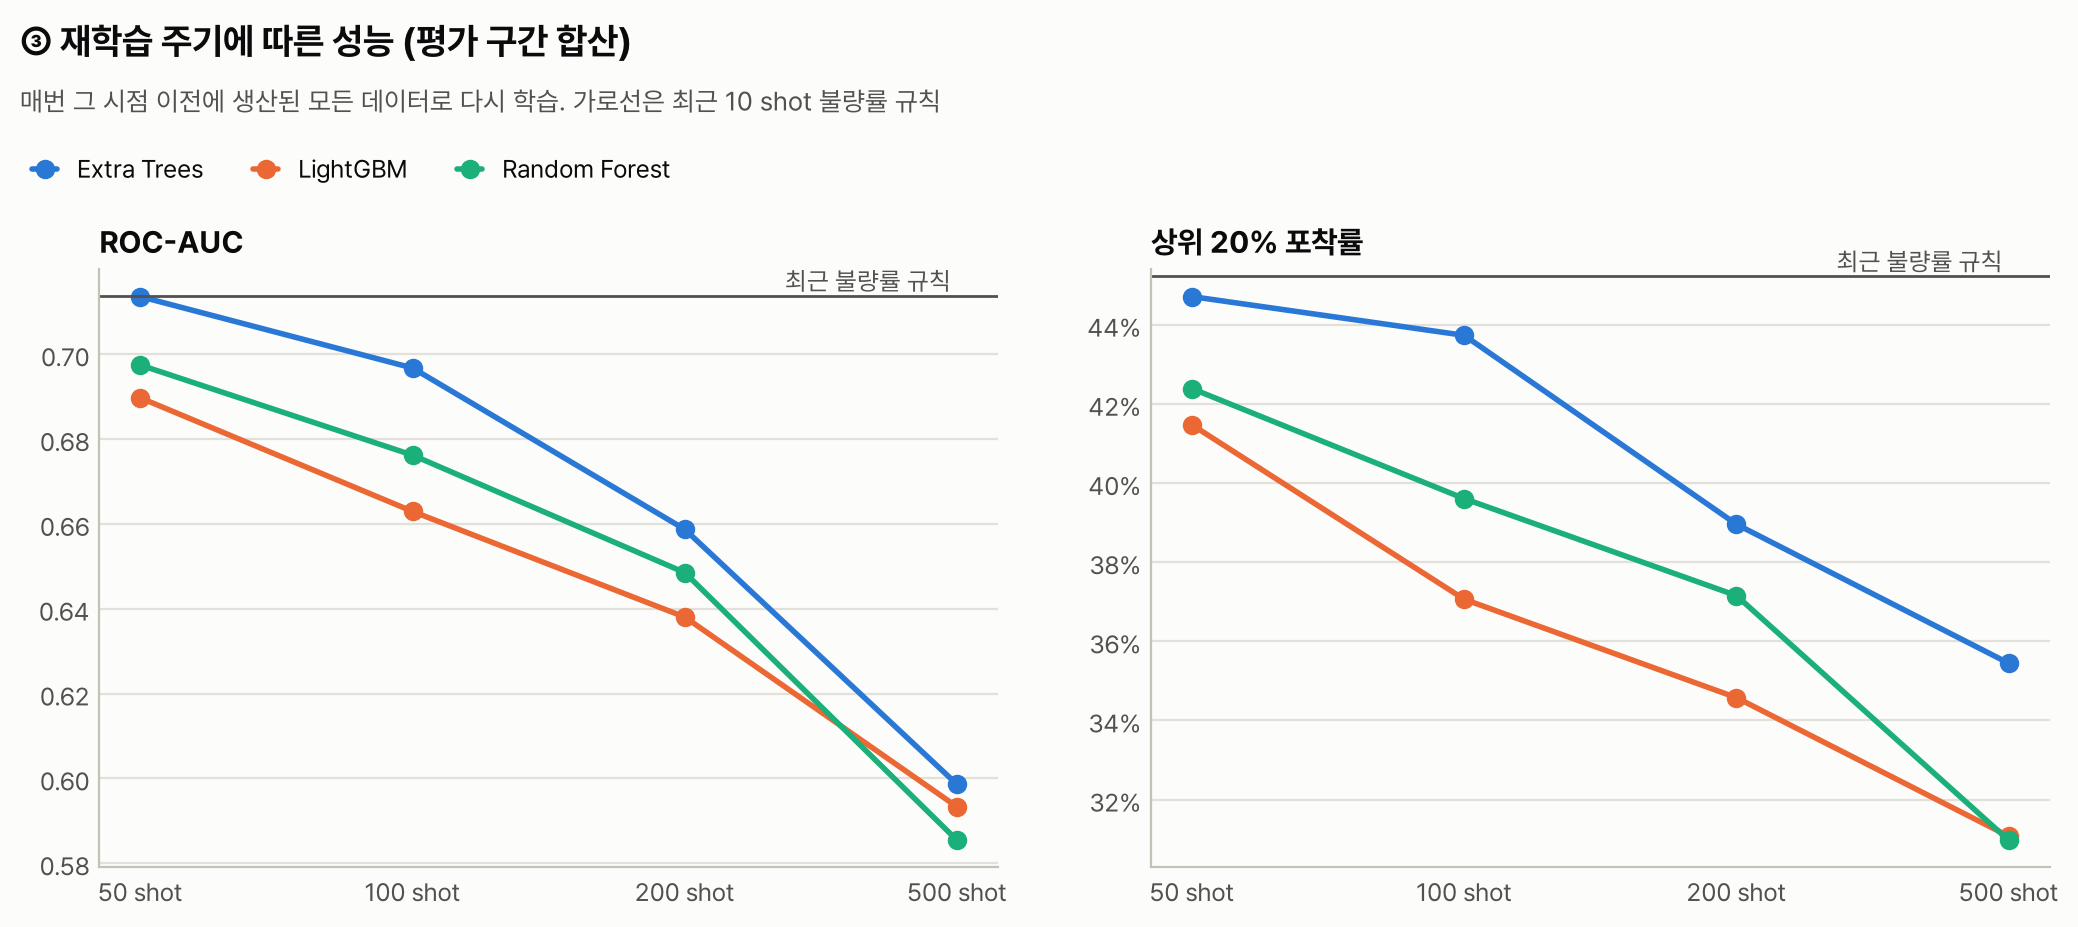 ③ 재학습 주기에 따른 성능 (평가 구간 합산)
매번 그 시점 이전에 생산된 모든 데이터로 다시 학습. 가로선은 최근 10 shot 불량률 규칙
Extra Trees LightGBM Random Forest
ROC-AUC
최근 불량률 규칙
0.70
0.68
0.66
0.64
0.62
0.60
0.58
50 shot 100 shot 200 shot 500 shot
상위 20% 포착률
최근 불량률 규칙
44%
42%
40%
38%
36%
34%
32%
50 shot 100 shot 200 shot 500 shot